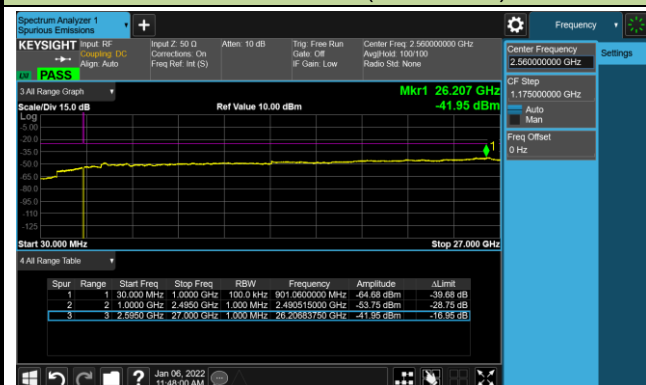 Spectrum Analyzer 1
Spurious Emissions
+
Frequency
KEYSIGHT
Input: RF
Coupling: DC
Align: Auto
Input Z: 50 Ω
Corrections: On
Freq Ref: Int (S)
Atten: 10 dB
Trig: Free Run
Gate: Off
IF Gain: Low
Center Freq: 2.560000000 GHz
Avg|Hold: 100/100
Radio Std: None
PASS
Center Frequency
2.560000000 GHz
Settings
CF Step
1.175000000 GHz
Auto
Man
Freq Offset
0 Hz
3 All Range Graph
Mkr1 26.207 GHz
Scale/Div 15.0 dB
Ref Value 10.00 dBm
-41.95 dBm
Log
-5.00
-20.0
-35.0
-50.0
-65.0
-80.0
-95.0
-110
-125
1
Start 30.000 MHz
Stop 27.000 GHz
4 All Range Table
Spur Range Start Freq Stop Freq RBW Frequency Amplitude ΔLimit
1 1 30.000 MHz 1.0000 GHz 100.0 kHz 901.0600000 MHz -64.68 dBm -39.68 dB
2 2 1.0000 GHz 2.4950 GHz 1.000 MHz 2.490515000 GHz -53.75 dBm -28.75 dB
3 3 2.5950 GHz 27.000 GHz 1.000 MHz 26.20683750 GHz -41.95 dBm -16.95 dB
?
Jan 06, 2022
11:48:00 AM